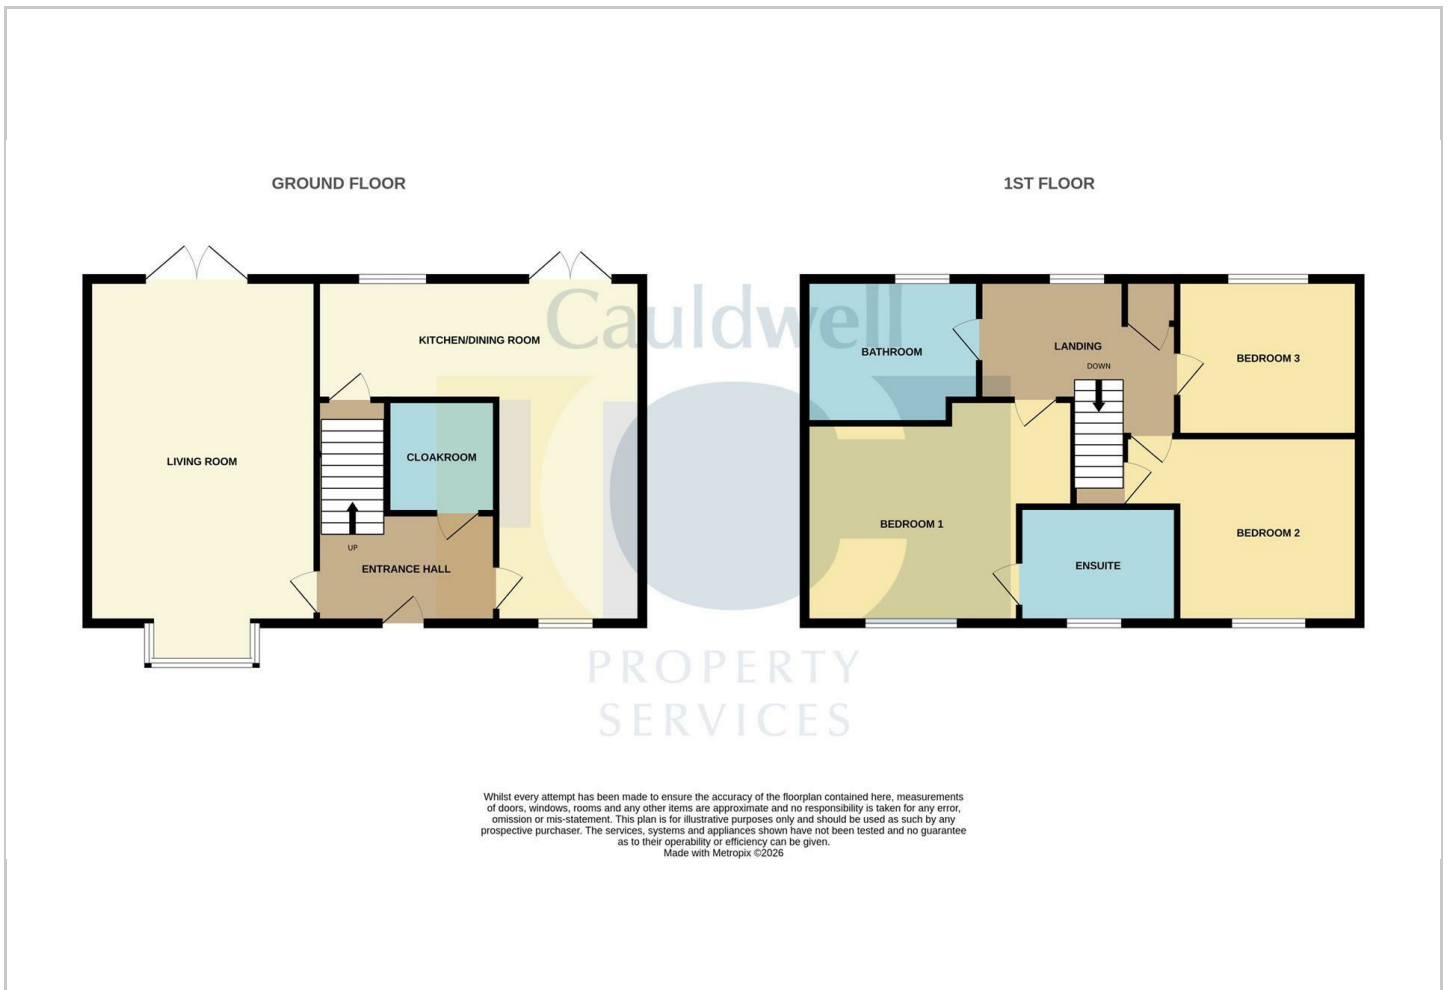 GROUND FLOOR
1ST FLOOR
Cauldwell
KITCHEN/DINING ROOM
LIVING ROOM
CLOAKROOM
UP
ENTRANCE HALL
BATHROOM
LANDING
DOWN
BEDROOM 3
BEDROOM 1
BEDROOM 2
ENSUITE
PROPERTY
SERVICES
Whilst every attempt has been made to ensure the accuracy of the floorplan contained here, measurements
of doors, windows, rooms and any other items are approximate and no responsibility is taken for any error,
omission or mis-statement. This plan is for illustrative purposes only and should be used as such by any
prospective purchaser. The services, systems and appliances shown have not been tested and no guarantee
as to their operability or efficiency can be given.
Made with Metropix ©2026